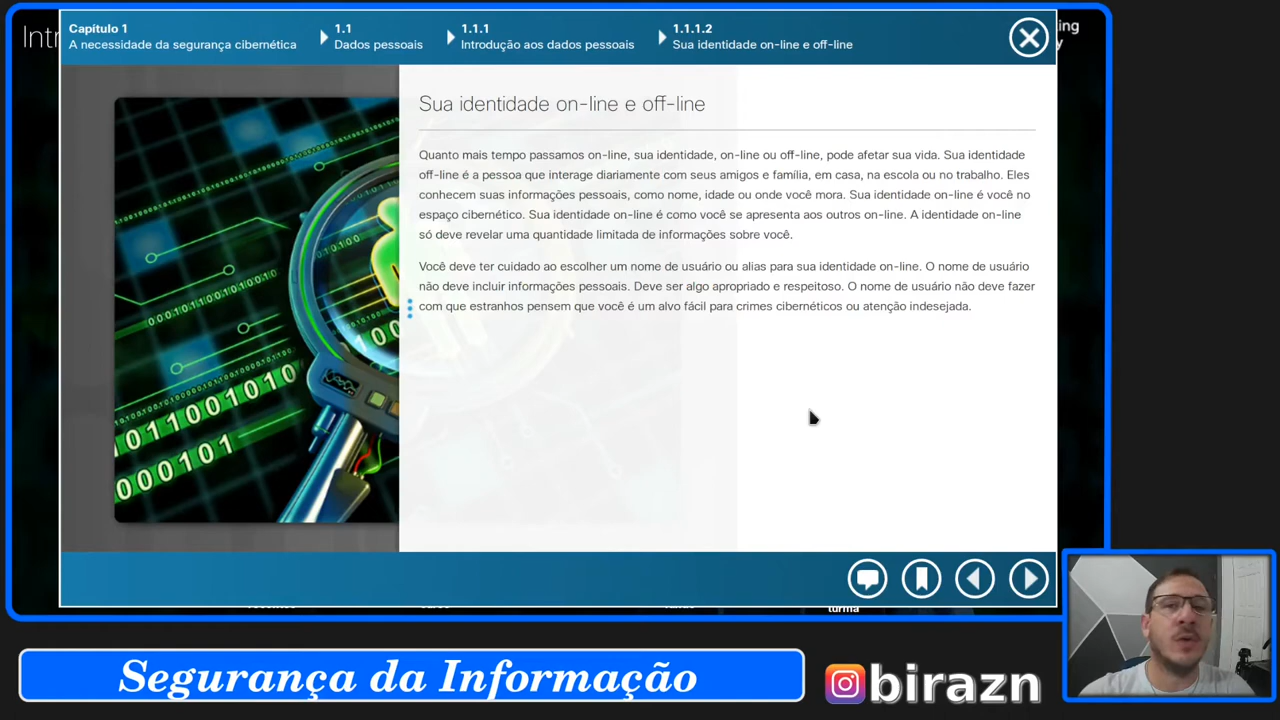 Intr
king
y
Capítulo 1
A necessidade da segurança cibernética
1.1
Dados pessoais
1.1.1
Introdução aos dados pessoais
1.1.1.2
Sua identidade on-line e off-line
Sua identidade on-line e off-line
Quanto mais tempo passamos on-line, sua identidade, on-line ou off-line, pode afetar sua vida. Sua identidade
off-line é a pessoa que interage diariamente com seus amigos e família, em casa, na escola ou no trabalho. Eles
conhecem suas informações pessoais, como nome, idade ou onde você mora. Sua identidade on-line é você no
espaço cibernético. Sua identidade on-line é como você se apresenta aos outros on-line. A identidade on-line
só deve revelar uma quantidade limitada de informações sobre você.
Você deve ter cuidado ao escolher um nome de usuário ou alias para sua identidade on-line. O nome de usuário
não deve incluir informações pessoais. Deve ser algo apropriado e respeitoso. O nome de usuário não deve fazer
com que estranhos pensem que você é um alvo fácil para crimes cibernéticos ou atenção indesejada.
1011001010
000101
turma
Segurança da Informação
birazn